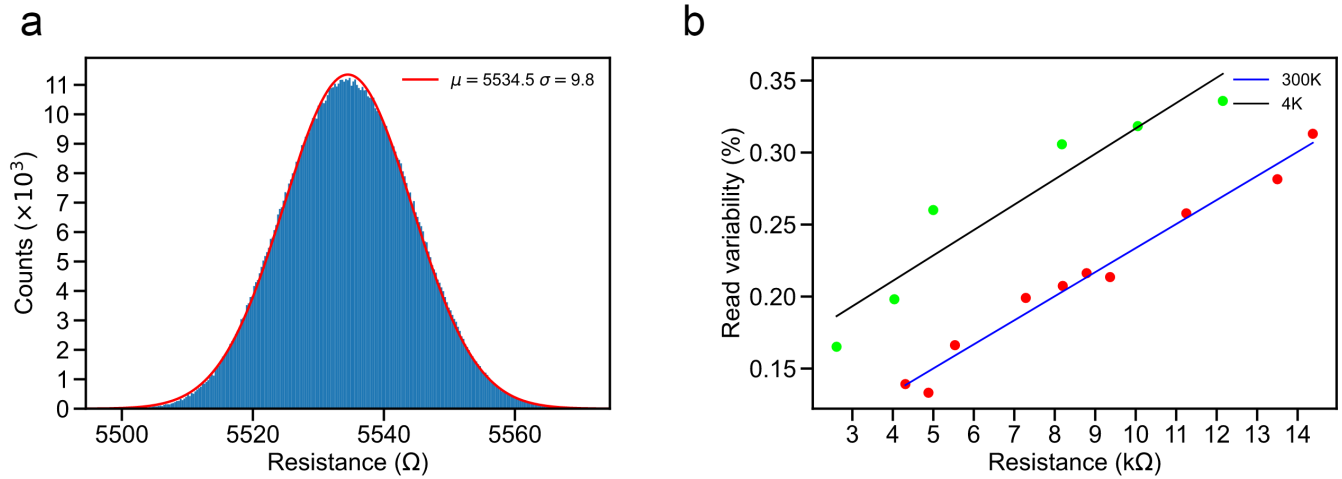 a
11
10
9
8
7
6
5
4
3
2
1
0
Counts (×10³)
5500 5520 5540 5560
Resistance (Ω)
μ = 5534.5 σ = 9.8
b
0.35
0.30
0.25
0.20
0.15
Read variability (%)
3 4 5 6 7 8 9 10 11 12 13 14
Resistance (kΩ)
300K
4K